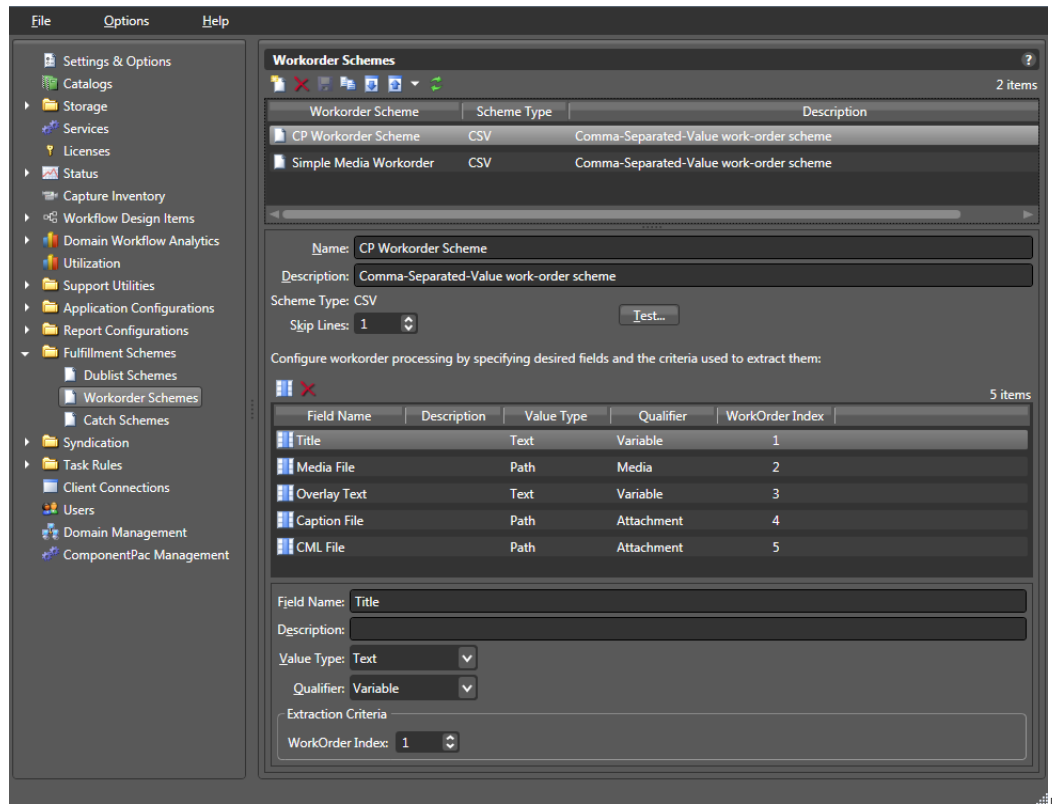 File Options Help
Settings & Options
Catalogs
Storage
Services
Licenses
Status
Capture Inventory
Workflow Design Items
Domain Workflow Analytics
Utilization
Support Utilities
Application Configurations
Report Configurations
Fulfillment Schemes
Dublist Schemes
Workorder Schemes
Catch Schemes
Syndication
Task Rules
Client Connections
Users
Domain Management
ComponentPac Management
Workorder Schemes ?
2 items
Workorder Scheme Scheme Type Description
CP Workorder Scheme CSV Comma-Separated-Value work-order scheme
Simple Media Workorder CSV Comma-Separated-Value work-order scheme
Name: CP Workorder Scheme
Description: Comma-Separated-Value work-order scheme
Scheme Type: CSV
Skip Lines: 1 Test...
Configure workorder processing by specifying desired fields and the criteria used to extract them:
5 items
Field Name Description Value Type Qualifier WorkOrder Index
Title Text Variable 1
Media File Path Media 2
Overlay Text Text Variable 3
Caption File Path Attachment 4
CML File Path Attachment 5
Field Name: Title
Description:
Value Type: Text
Qualifier: Variable
Extraction Criteria
WorkOrder Index: 1